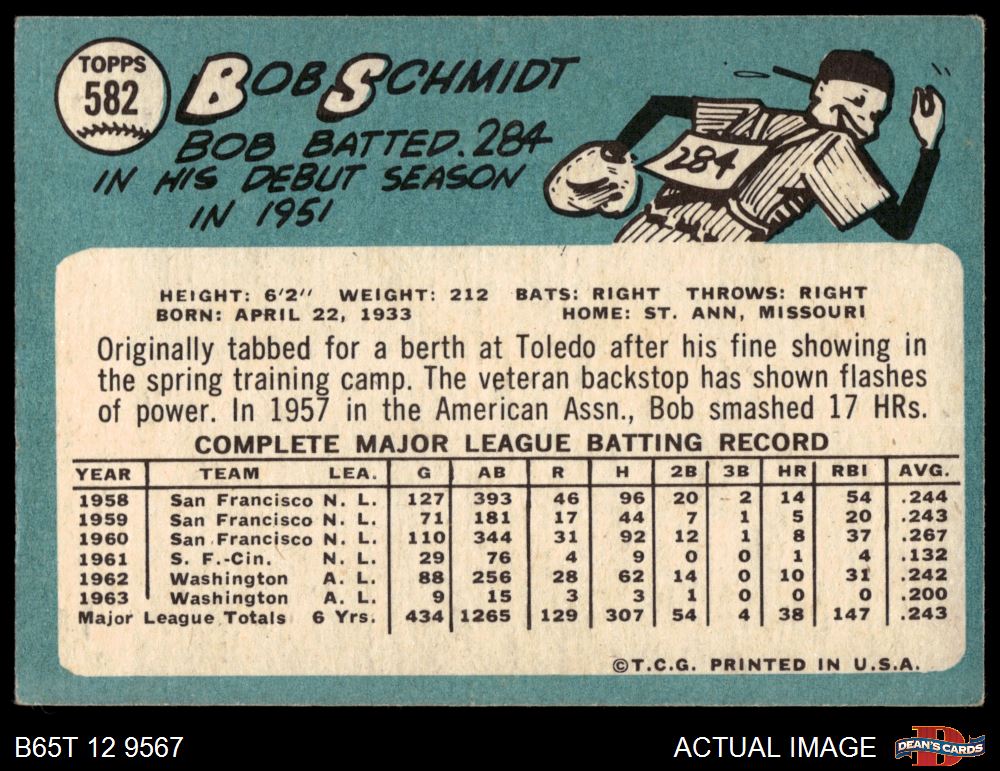 TOPPS
582
BOB SCHMIDT
BOB BATTED .284
IN HIS DEBUT SEASON
IN 1951
284
HEIGHT: 6'2" WEIGHT: 212 BATS: RIGHT THROWS: RIGHT
BORN: APRIL 22, 1933 HOME: ST. ANN, MISSOURI
Originally tabbed for a berth at Toledo after his fine showing in
the spring training camp. The veteran backstop has shown flashes
of power. In 1957 in the American Assn., Bob smashed 17 HRs.
COMPLETE MAJOR LEAGUE BATTING RECORD
YEAR TEAM LEA. G AB R H 2B 3B HR RBI AVG.
1958 San Francisco N. L. 127 393 46 96 20 2 14 54 .244
1959 San Francisco N. L. 71 181 17 44 7 1 5 20 .243
1960 San Francisco N. L. 110 344 31 92 12 1 8 37 .267
1961 S. F.-Cin. N. L. 29 76 4 9 0 0 1 4 .132
1962 Washington A. L. 88 256 28 62 14 0 10 31 .242
1963 Washington A. L. 9 15 3 3 1 0 0 0 .200
Major League Totals 6 Yrs. 434 1265 129 307 54 4 38 147 .243
©T.C.G. PRINTED IN U.S.A.
B65T 12 9567
ACTUAL IMAGE
D
DEAN'S CARDS